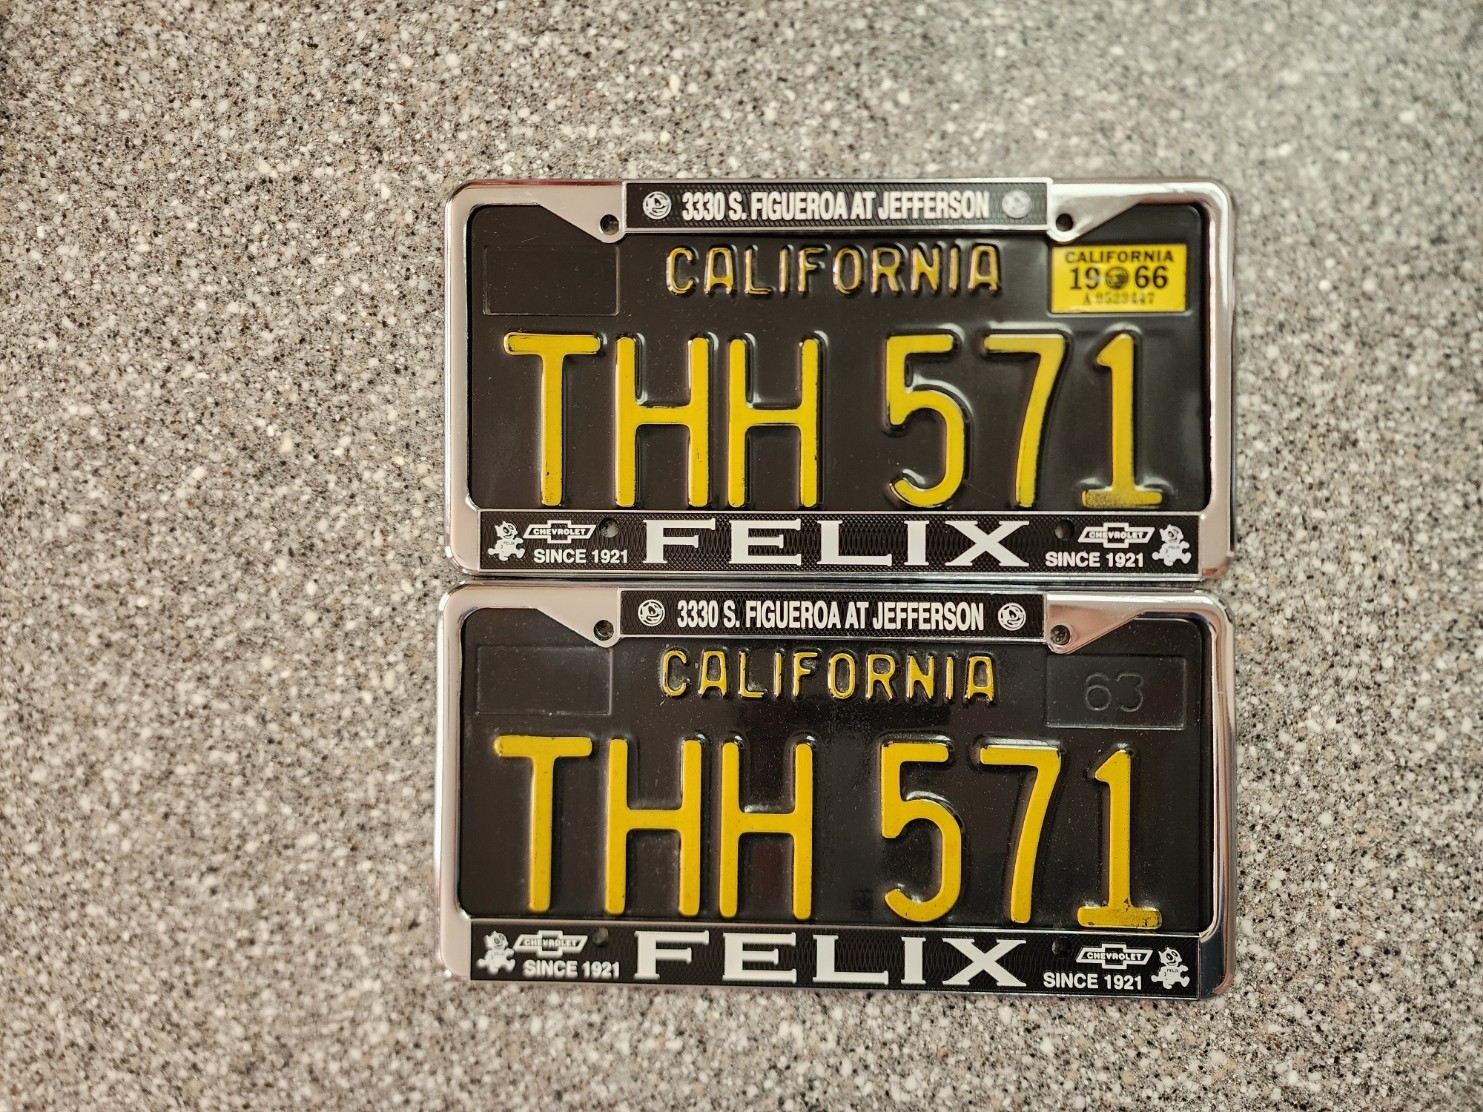 3330 S. FIGUEROA AT JEFFERSON
CALIFORNIA
CALIFORNIA
19 66
THH 571
CHEVROLET
SINCE 1921
FELIX
CHEVROLET
SINCE 1921
3330 S. FIGUEROA AT JEFFERSON
CALIFORNIA
63
THH 571
CHEVROLET
SINCE 1921
FELIX
CHEVROLET
SINCE 1921